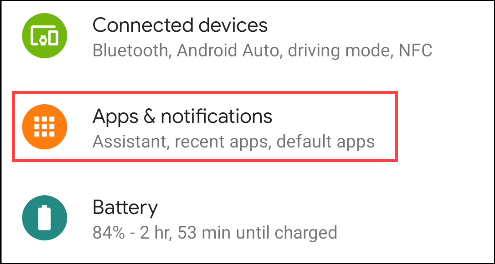 Connected devices
Bluetooth, Android Auto, driving mode, NFC
Apps & notifications
Assistant, recent apps, default apps
Battery
84% - 2 hr, 53 min until charged